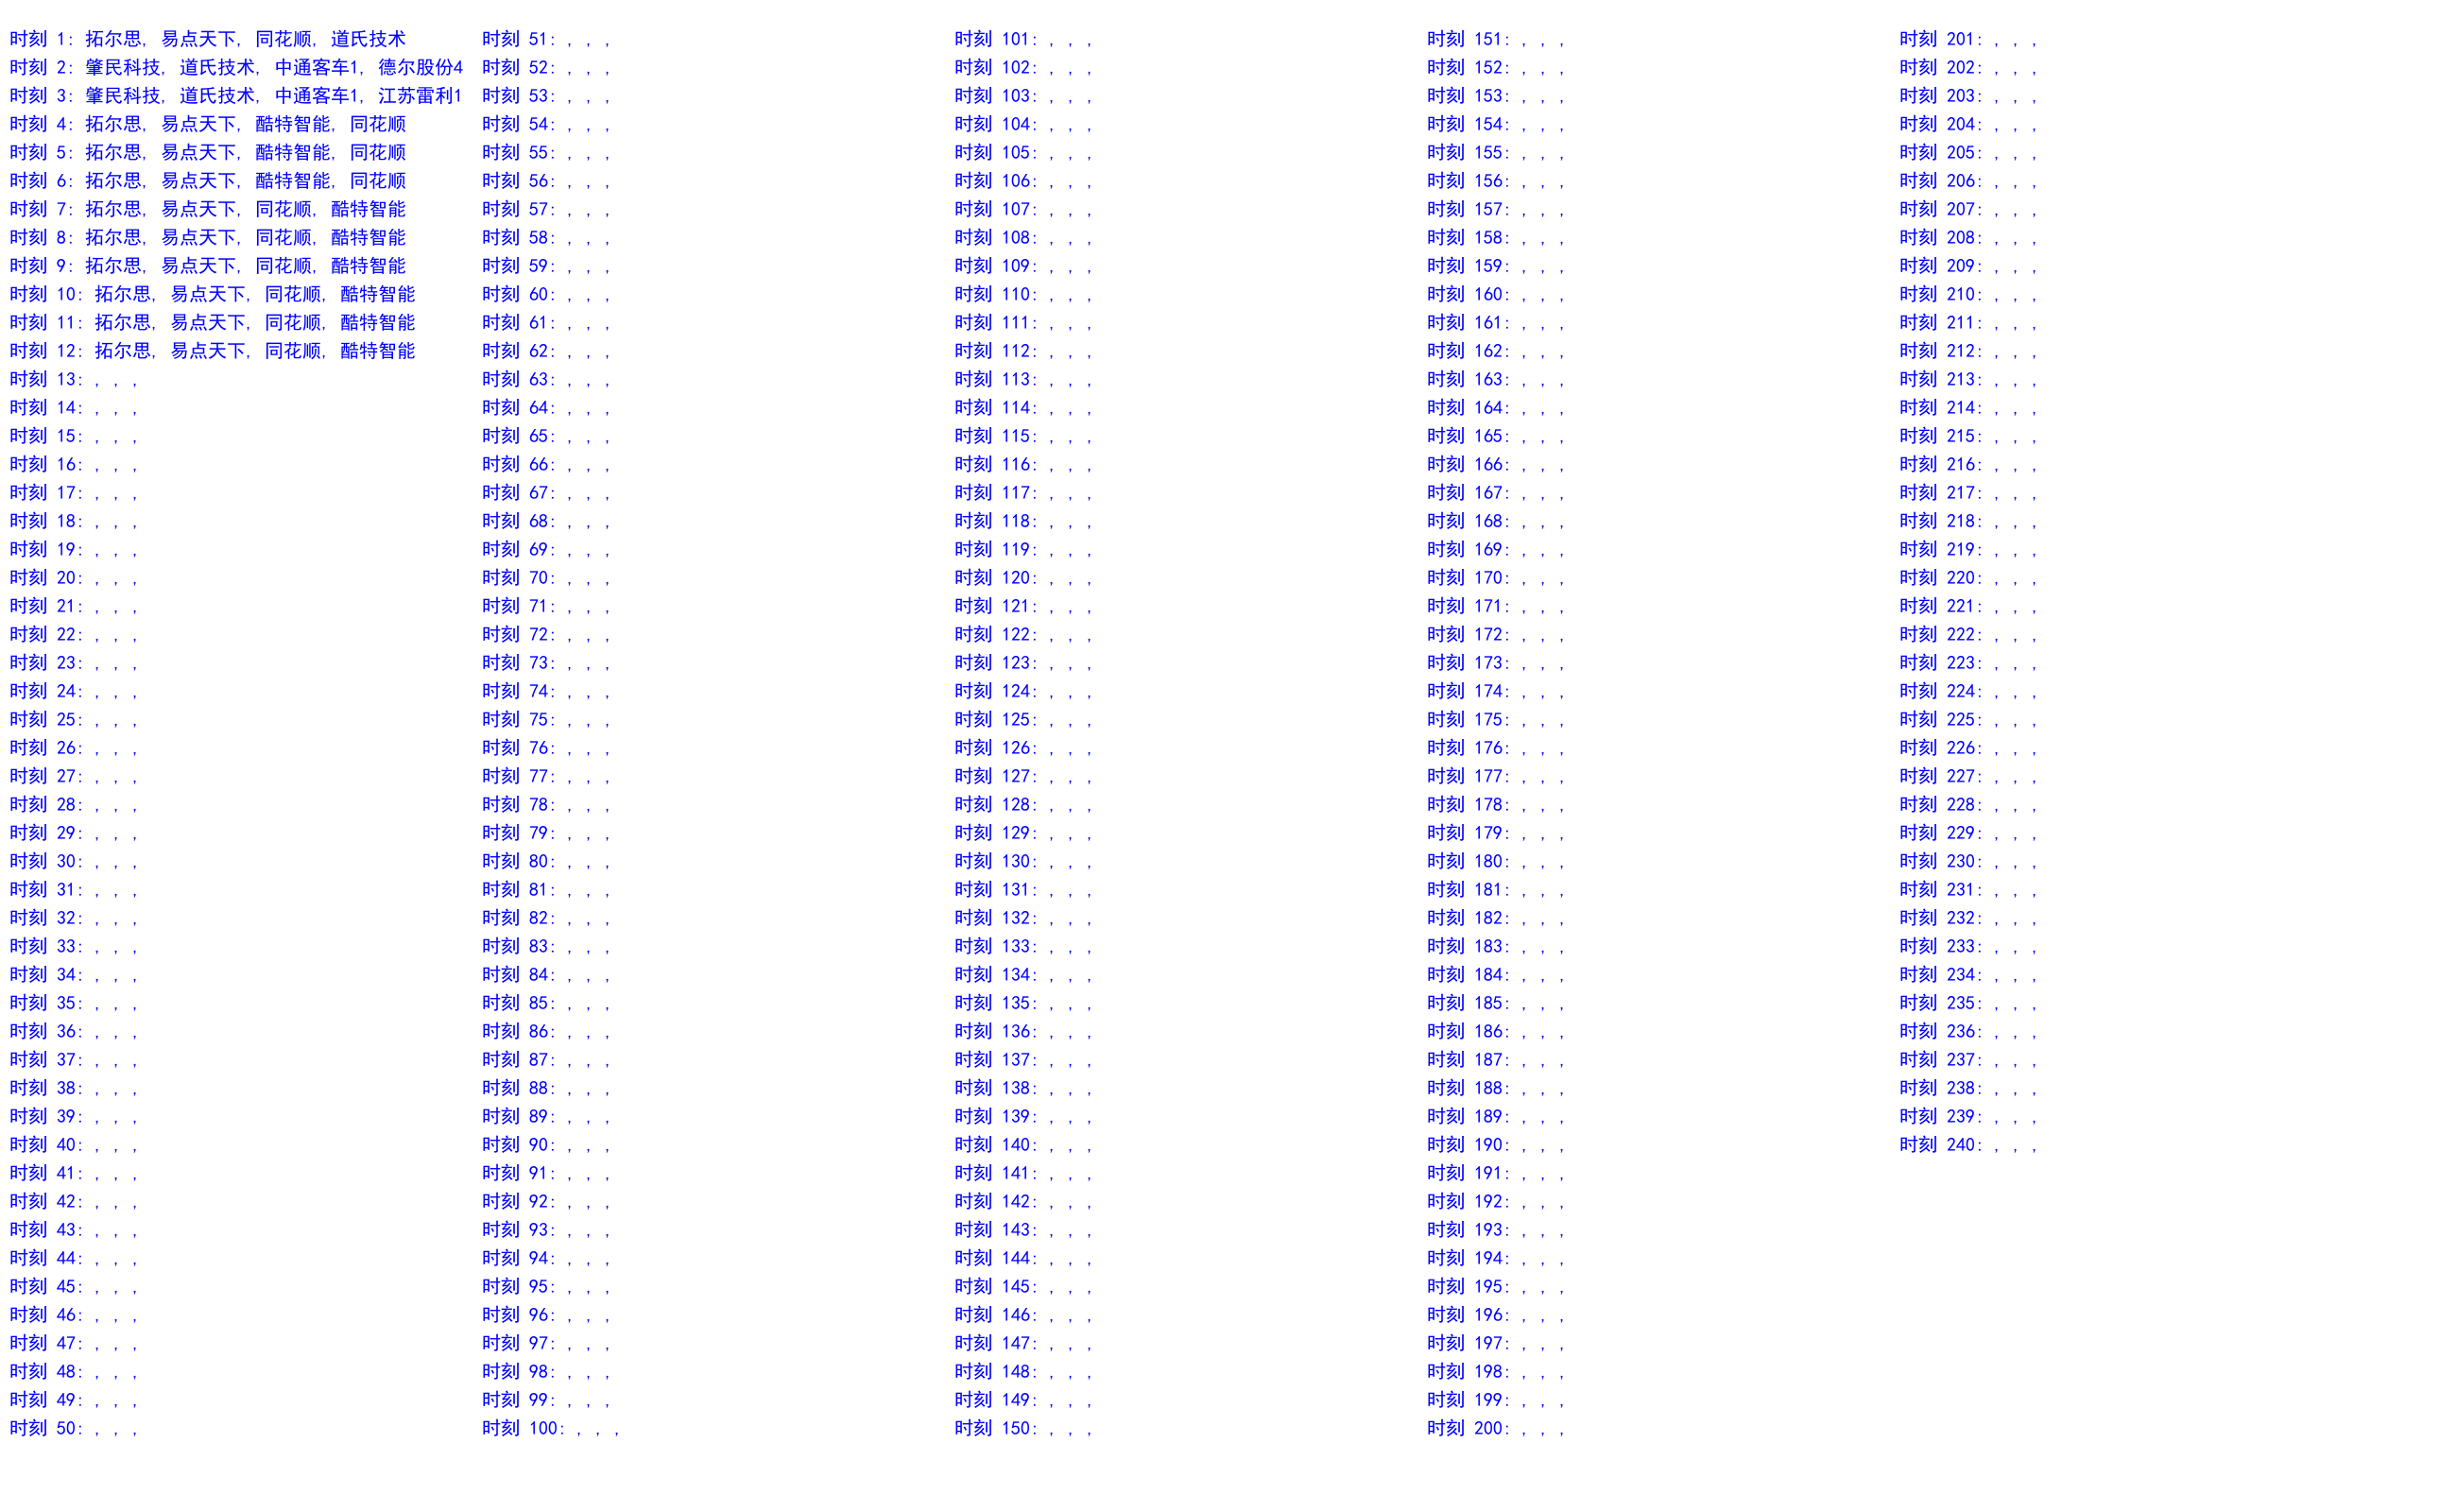 时刻 1: 拓尔思, 易点天下, 同花顺, 道氏技术
时刻 2: 肇民科技, 道氏技术, 中通客车1, 德尔股份4
时刻 3: 肇民科技, 道氏技术, 中通客车1, 江苏雷利1
时刻 4: 拓尔思, 易点天下, 酷特智能, 同花顺
时刻 5: 拓尔思, 易点天下, 酷特智能, 同花顺
时刻 6: 拓尔思, 易点天下, 酷特智能, 同花顺
时刻 7: 拓尔思, 易点天下, 同花顺, 酷特智能
时刻 8: 拓尔思, 易点天下, 同花顺, 酷特智能
时刻 9: 拓尔思, 易点天下, 同花顺, 酷特智能
时刻 10: 拓尔思, 易点天下, 同花顺, 酷特智能
时刻 11: 拓尔思, 易点天下, 同花顺, 酷特智能
时刻 12: 拓尔思, 易点天下, 同花顺, 酷特智能
时刻 13: , , ,
时刻 14: , , ,
时刻 15: , , ,
时刻 16: , , ,
时刻 17: , , ,
时刻 18: , , ,
时刻 19: , , ,
时刻 20: , , ,
时刻 21: , , ,
时刻 22: , , ,
时刻 23: , , ,
时刻 24: , , ,
时刻 25: , , ,
时刻 26: , , ,
时刻 27: , , ,
时刻 28: , , ,
时刻 29: , , ,
时刻 30: , , ,
时刻 31: , , ,
时刻 32: , , ,
时刻 33: , , ,
时刻 34: , , ,
时刻 35: , , ,
时刻 36: , , ,
时刻 37: , , ,
时刻 38: , , ,
时刻 39: , , ,
时刻 40: , , ,
时刻 41: , , ,
时刻 42: , , ,
时刻 43: , , ,
时刻 44: , , ,
时刻 45: , , ,
时刻 46: , , ,
时刻 47: , , ,
时刻 48: , , ,
时刻 49: , , ,
时刻 50: , , ,
时刻 51: , , ,
时刻 52: , , ,
时刻 53: , , ,
时刻 54: , , ,
时刻 55: , , ,
时刻 56: , , ,
时刻 57: , , ,
时刻 58: , , ,
时刻 59: , , ,
时刻 60: , , ,
时刻 61: , , ,
时刻 62: , , ,
时刻 63: , , ,
时刻 64: , , ,
时刻 65: , , ,
时刻 66: , , ,
时刻 67: , , ,
时刻 68: , , ,
时刻 69: , , ,
时刻 70: , , ,
时刻 71: , , ,
时刻 72: , , ,
时刻 73: , , ,
时刻 74: , , ,
时刻 75: , , ,
时刻 76: , , ,
时刻 77: , , ,
时刻 78: , , ,
时刻 79: , , ,
时刻 80: , , ,
时刻 81: , , ,
时刻 82: , , ,
时刻 83: , , ,
时刻 84: , , ,
时刻 85: , , ,
时刻 86: , , ,
时刻 87: , , ,
时刻 88: , , ,
时刻 89: , , ,
时刻 90: , , ,
时刻 91: , , ,
时刻 92: , , ,
时刻 93: , , ,
时刻 94: , , ,
时刻 95: , , ,
时刻 96: , , ,
时刻 97: , , ,
时刻 98: , , ,
时刻 99: , , ,
时刻 100: , , ,
时刻 101: , , ,
时刻 102: , , ,
时刻 103: , , ,
时刻 104: , , ,
时刻 105: , , ,
时刻 106: , , ,
时刻 107: , , ,
时刻 108: , , ,
时刻 109: , , ,
时刻 110: , , ,
时刻 111: , , ,
时刻 112: , , ,
时刻 113: , , ,
时刻 114: , , ,
时刻 115: , , ,
时刻 116: , , ,
时刻 117: , , ,
时刻 118: , , ,
时刻 119: , , ,
时刻 120: , , ,
时刻 121: , , ,
时刻 122: , , ,
时刻 123: , , ,
时刻 124: , , ,
时刻 125: , , ,
时刻 126: , , ,
时刻 127: , , ,
时刻 128: , , ,
时刻 129: , , ,
时刻 130: , , ,
时刻 131: , , ,
时刻 132: , , ,
时刻 133: , , ,
时刻 134: , , ,
时刻 135: , , ,
时刻 136: , , ,
时刻 137: , , ,
时刻 138: , , ,
时刻 139: , , ,
时刻 140: , , ,
时刻 141: , , ,
时刻 142: , , ,
时刻 143: , , ,
时刻 144: , , ,
时刻 145: , , ,
时刻 146: , , ,
时刻 147: , , ,
时刻 148: , , ,
时刻 149: , , ,
时刻 150: , , ,
时刻 151: , , ,
时刻 152: , , ,
时刻 153: , , ,
时刻 154: , , ,
时刻 155: , , ,
时刻 156: , , ,
时刻 157: , , ,
时刻 158: , , ,
时刻 159: , , ,
时刻 160: , , ,
时刻 161: , , ,
时刻 162: , , ,
时刻 163: , , ,
时刻 164: , , ,
时刻 165: , , ,
时刻 166: , , ,
时刻 167: , , ,
时刻 168: , , ,
时刻 169: , , ,
时刻 170: , , ,
时刻 171: , , ,
时刻 172: , , ,
时刻 173: , , ,
时刻 174: , , ,
时刻 175: , , ,
时刻 176: , , ,
时刻 177: , , ,
时刻 178: , , ,
时刻 179: , , ,
时刻 180: , , ,
时刻 181: , , ,
时刻 182: , , ,
时刻 183: , , ,
时刻 184: , , ,
时刻 185: , , ,
时刻 186: , , ,
时刻 187: , , ,
时刻 188: , , ,
时刻 189: , , ,
时刻 190: , , ,
时刻 191: , , ,
时刻 192: , , ,
时刻 193: , , ,
时刻 194: , , ,
时刻 195: , , ,
时刻 196: , , ,
时刻 197: , , ,
时刻 198: , , ,
时刻 199: , , ,
时刻 200: , , ,
时刻 201: , , ,
时刻 202: , , ,
时刻 203: , , ,
时刻 204: , , ,
时刻 205: , , ,
时刻 206: , , ,
时刻 207: , , ,
时刻 208: , , ,
时刻 209: , , ,
时刻 210: , , ,
时刻 211: , , ,
时刻 212: , , ,
时刻 213: , , ,
时刻 214: , , ,
时刻 215: , , ,
时刻 216: , , ,
时刻 217: , , ,
时刻 218: , , ,
时刻 219: , , ,
时刻 220: , , ,
时刻 221: , , ,
时刻 222: , , ,
时刻 223: , , ,
时刻 224: , , ,
时刻 225: , , ,
时刻 226: , , ,
时刻 227: , , ,
时刻 228: , , ,
时刻 229: , , ,
时刻 230: , , ,
时刻 231: , , ,
时刻 232: , , ,
时刻 233: , , ,
时刻 234: , , ,
时刻 235: , , ,
时刻 236: , , ,
时刻 237: , , ,
时刻 238: , , ,
时刻 239: , , ,
时刻 240: , , ,